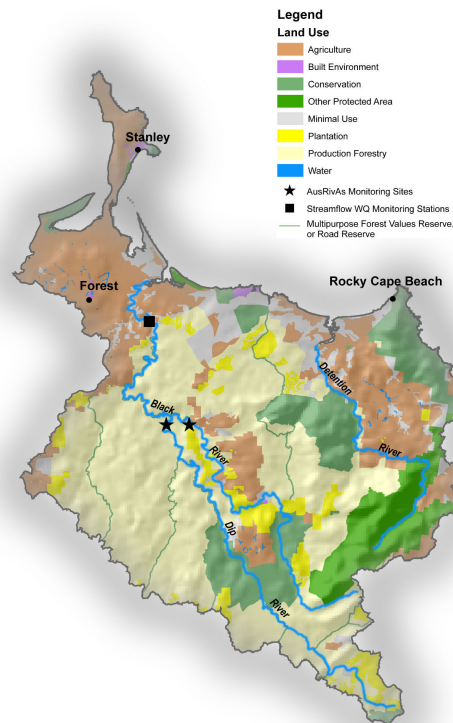 Legend
Land Use
Agriculture
Built Environment
Conservation
Other Protected Area
Minimal Use
Plantation
Production Forestry
Water
AusRivAs Monitoring Sites
Streamflow WQ Monitoring Stations
Multipurpose Forest Values Reserve,
or Road Reserve
Stanley
Rocky Cape Beach
Forest
Detention
River
Black
River
Dip
River